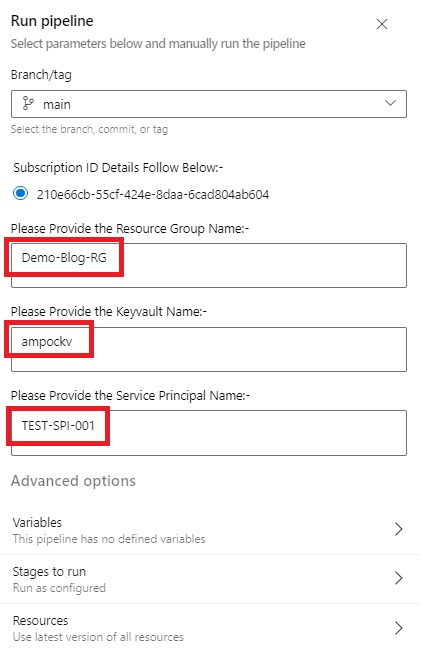 Run pipeline
Select parameters below and manually run the pipeline
Branch/tag
main
Select the branch, commit, or tag
Subscription ID Details Follow Below:-
210e66cb-55cf-424e-8daa-6cad804ab604
Please Provide the Resource Group Name:-
Demo-Blog-RG
Please Provide the Keyvault Name:-
ampockv
Please Provide the Service Principal Name:-
TEST-SPI-001
Advanced options
Variables
This pipeline has no defined variables
Stages to run
Run as configured
Resources
Use latest version of all resources